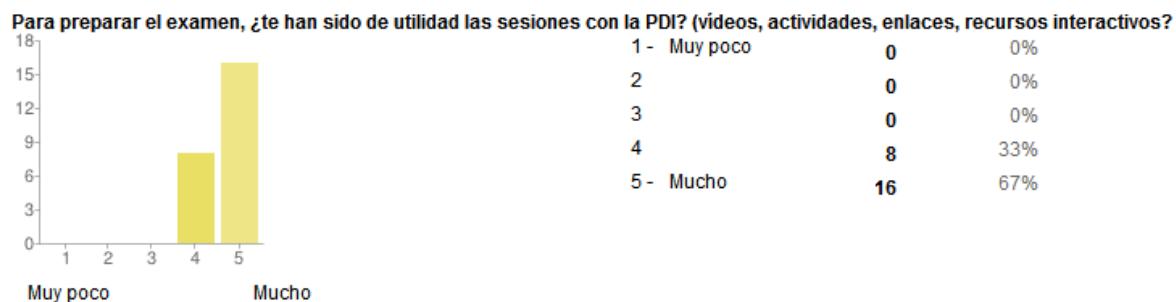 Para preparar el examen, ¿te han sido de utilidad las sesiones con la PDI? (vídeos, actividades, enlaces, recursos interactivos?
18
15
12
9
6
3
0
1 2 3 4 5
Muy poco Mucho
1 - Muy poco 0 0%
2 0 0%
3 0 0%
4 8 33%
5 - Mucho 16 67%